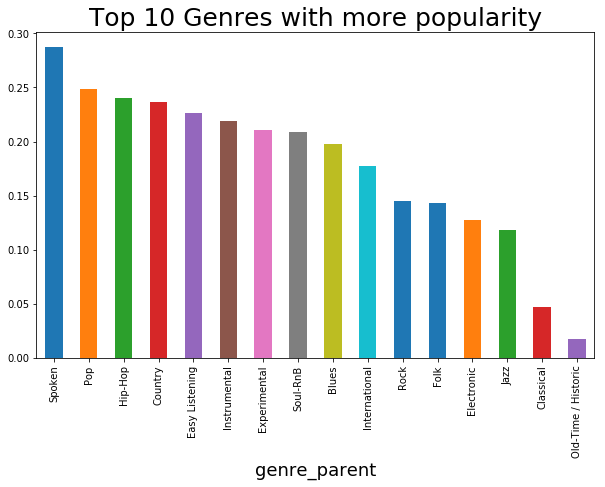 Top 10 Genres with more popularity
0.30
0.25
0.20
0.15
0.10
0.05
0.00
Spoken
Pop
Hip-Hop
Country
Easy Listening
Instrumental
Experimental
Soul-RnB
Blues
International
Rock
Folk
Electronic
Jazz
Classical
Old-Time / Historic
genre_parent